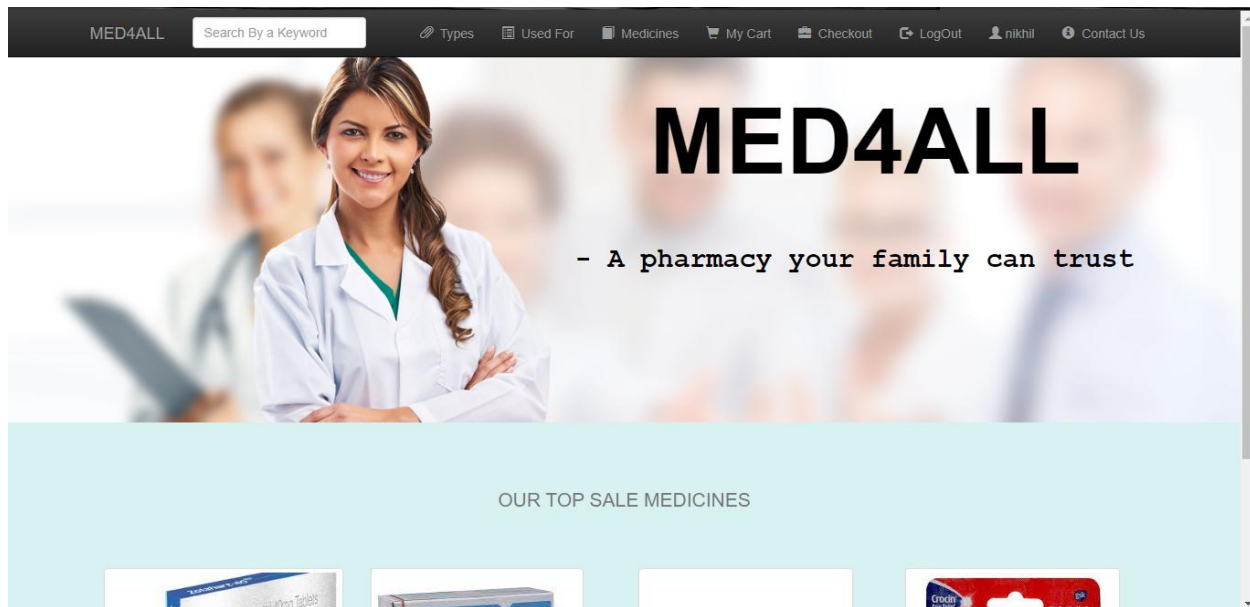 MED4ALL Search By a Keyword Types Used For Medicines My Cart Checkout LogOut nikhil Contact Us
MED4ALL
- A pharmacy your family can trust
OUR TOP SALE MEDICINES
Crocin